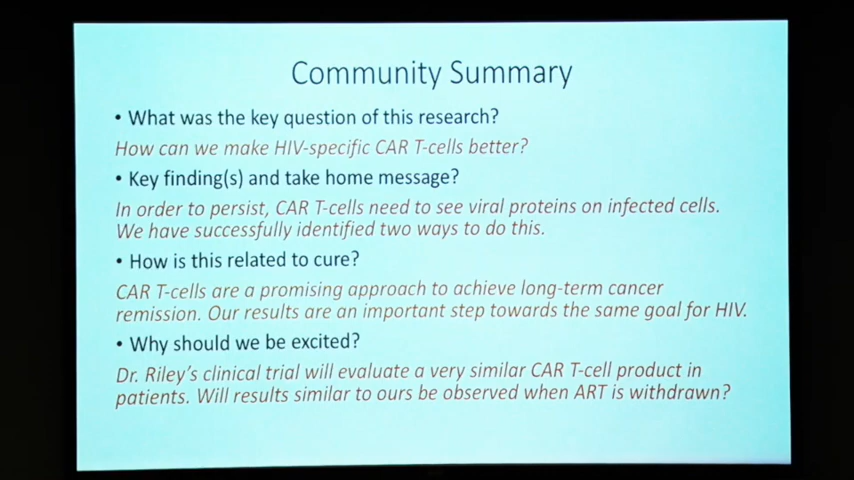 Community Summary
• What was the key question of this research?
How can we make HIV-specific CAR T-cells better?
• Key finding(s) and take home message?
In order to persist, CAR T-cells need to see viral proteins on infected cells.
We have successfully identified two ways to do this.
• How is this related to cure?
CAR T-cells are a promising approach to achieve long-term cancer
remission. Our results are an important step towards the same goal for HIV.
• Why should we be excited?
Dr. Riley's clinical trial will evaluate a very similar CAR T-cell product in
patients. Will results similar to ours be observed when ART is withdrawn?